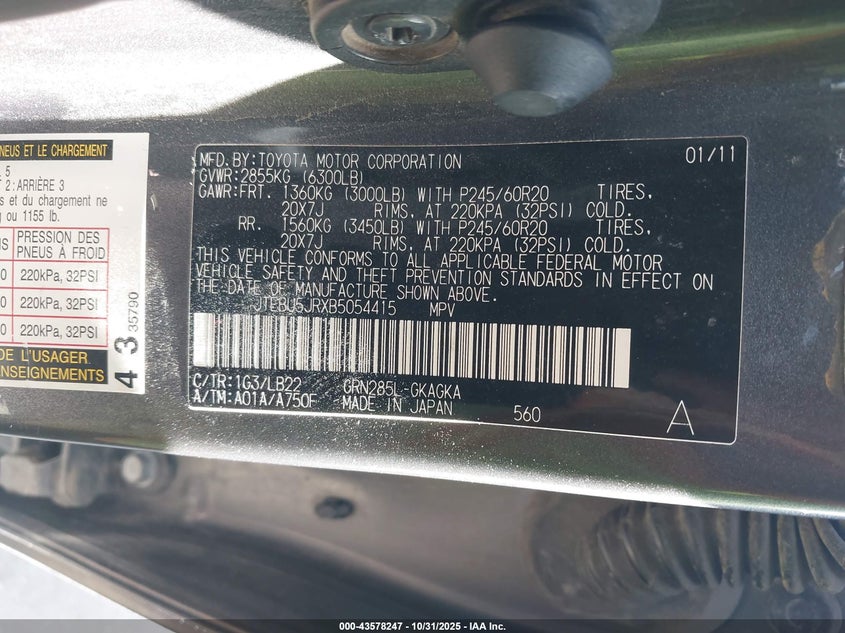 NEUS ET LE CHARGEMENT
5
2:ARRIÈRE 3
s et du chargement ne
ou 1155 lb.
PRESSION DES
PNEUS À FROID
220kPa, 32PSI
220kPa, 32PSI
220kPa, 32PSI
DE L'USAGER.
43
35790
MFD.BY:TOYOTA MOTOR CORPORATION 01/11
GVWR:2855KG (6300LB)
GAWR:FRT. 1360KG (3000LB) WITH P245/60R20 TIRES,
20X7J RIMS, AT 220KPA (32PSI) COLD.
RR. 1560KG (3450LB) WITH P245/60R20 TIRES,
20X7J RIMS, AT 220KPA (32PSI) COLD.
THIS VEHICLE CONFORMS TO ALL APPLICABLE FEDERAL MOTOR
VEHICLE SAFETY AND THEFT PREVENTION STANDARDS IN EFFECT ON
THE DATE OF MANUFACTURE SHOWN ABOVE.
JTEBU5JRXB5054415 MPV
C/TR:1G3/LB22 GRN285L-GKAGKA
A/TM:A01A/A750F MADE IN JAPAN 560 A
000-43578247 - 10/31/2025 - IAA Inc.